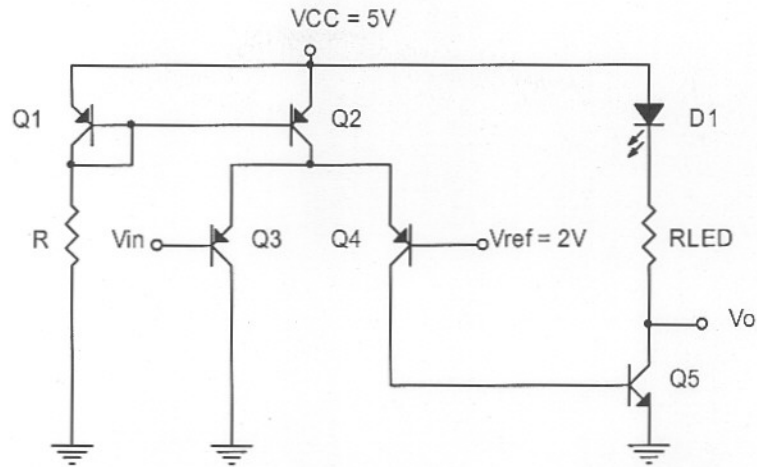 VCC = 5V
Q1
Q2
D1
R
Vin
Q3
Q4
Vref = 2V
RLED
Vo
Q5